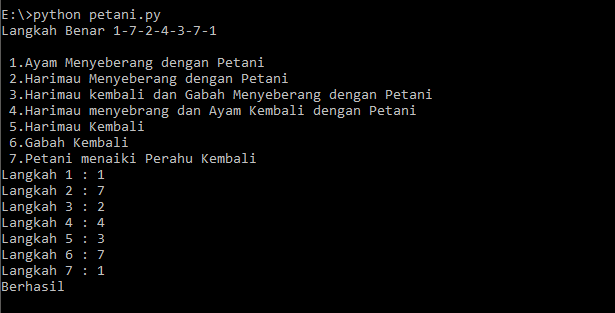 E:\>python petani.py
Langkah Benar 1-7-2-4-3-7-1
1.Ayam Menyeberang dengan Petani
2.Harimau Menyeberang dengan Petani
3.Harimau kembali dan Gabah Menyeberang dengan Petani
4.Harimau menyebrang dan Ayam Kembali dengan Petani
5.Harimau Kembali
6.Gabah Kembali
7.Petani menaiki Perahu Kembali
Langkah 1 : 1
Langkah 2 : 7
Langkah 3 : 2
Langkah 4 : 4
Langkah 5 : 3
Langkah 6 : 7
Langkah 7 : 1
Berhasil